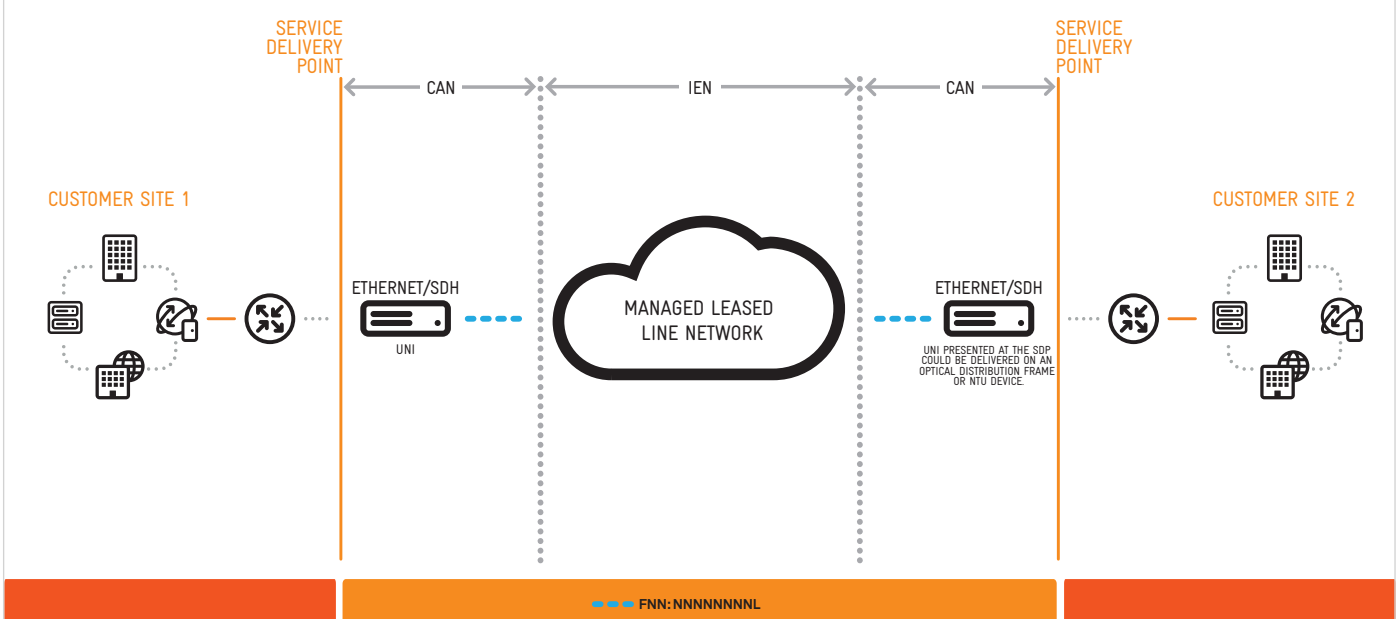 SERVICE
DELIVERY
POINT
SERVICE
DELIVERY
POINT
CAN
IEN
CAN
CUSTOMER SITE 1
CUSTOMER SITE 2
ETHERNET/SDH
UNI
MANAGED LEASED
LINE NETWORK
ETHERNET/SDH
UNI PRESENTED AT THE SDP
COULD BE DELIVERED ON AN
OPTICAL DISTRIBUTION FRAME
OR NTU DEVICE.
FNN: NNNNNNNNL